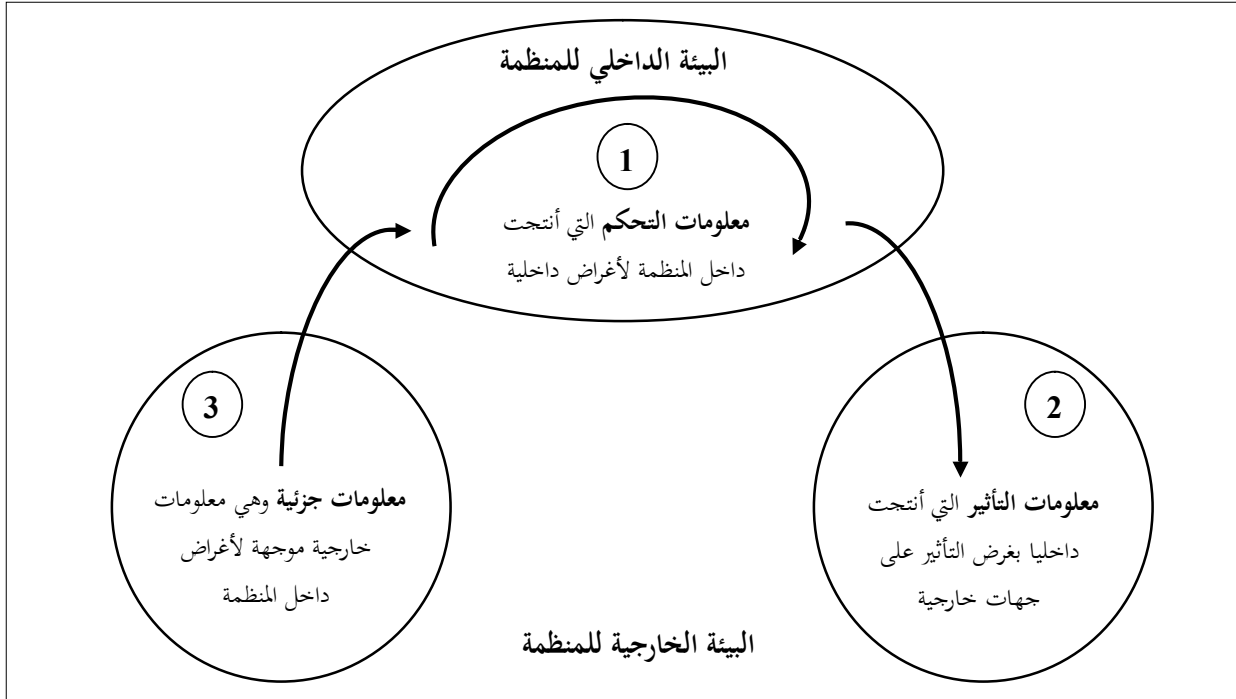 البيئة الداخلي للمنظمة
1
معلومات التحكم التي أنتجت
داخل المنظمة لأغراض داخلية
2
معلومات التأثير التي أنتجت
داخليا بغرض التأثير على
جهات خارجية
3
معلومات جزئية وهي معلومات
خارجية موجهة لأغراض
داخل المنظمة
البيئة الخارجية للمنظمة